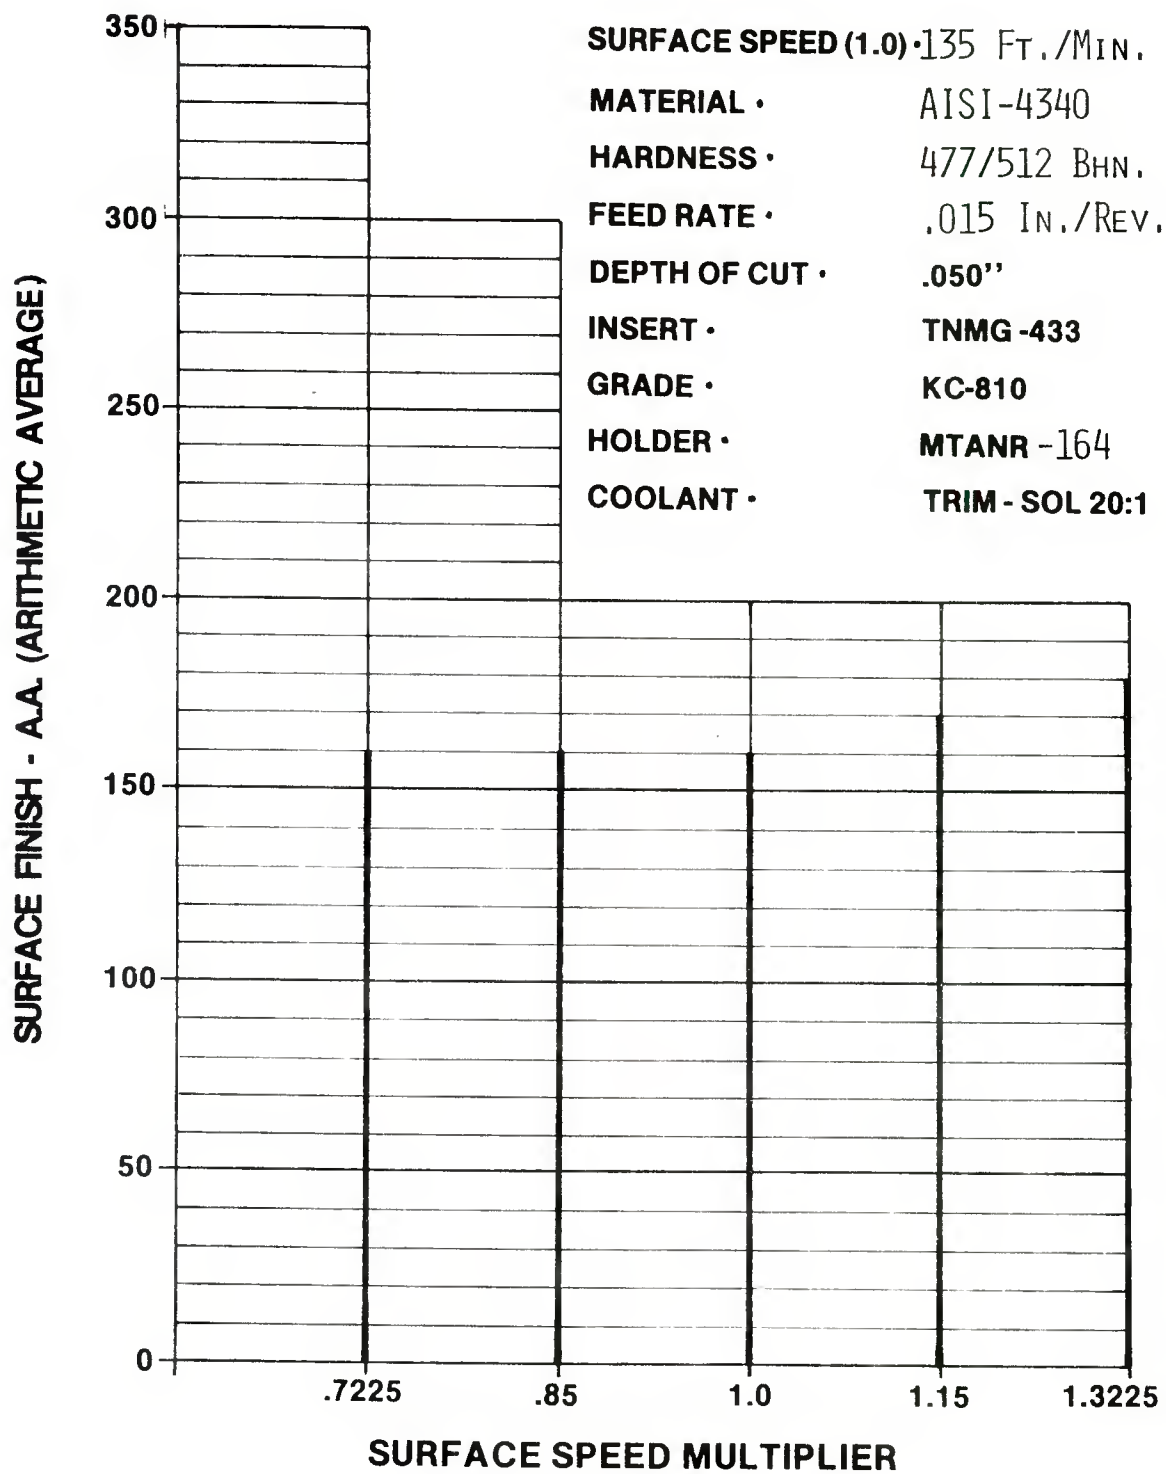 SURFACE SPEED (1.0) · 135 FT./MIN.
MATERIAL · AISI-4340
HARDNESS · 477/512 BHN.
FEED RATE · .015 IN./REV.
DEPTH OF CUT · .050''
INSERT · TNMG-433
GRADE · KC-810
HOLDER · MTANR-164
COOLANT · TRIM-SOL 20:1
SURFACE FINISH - A.A. (ARITHMETIC AVERAGE)
350
300
250
200
150
100
50
0
.7225 .85 1.0 1.15 1.3225
SURFACE SPEED MULTIPLIER